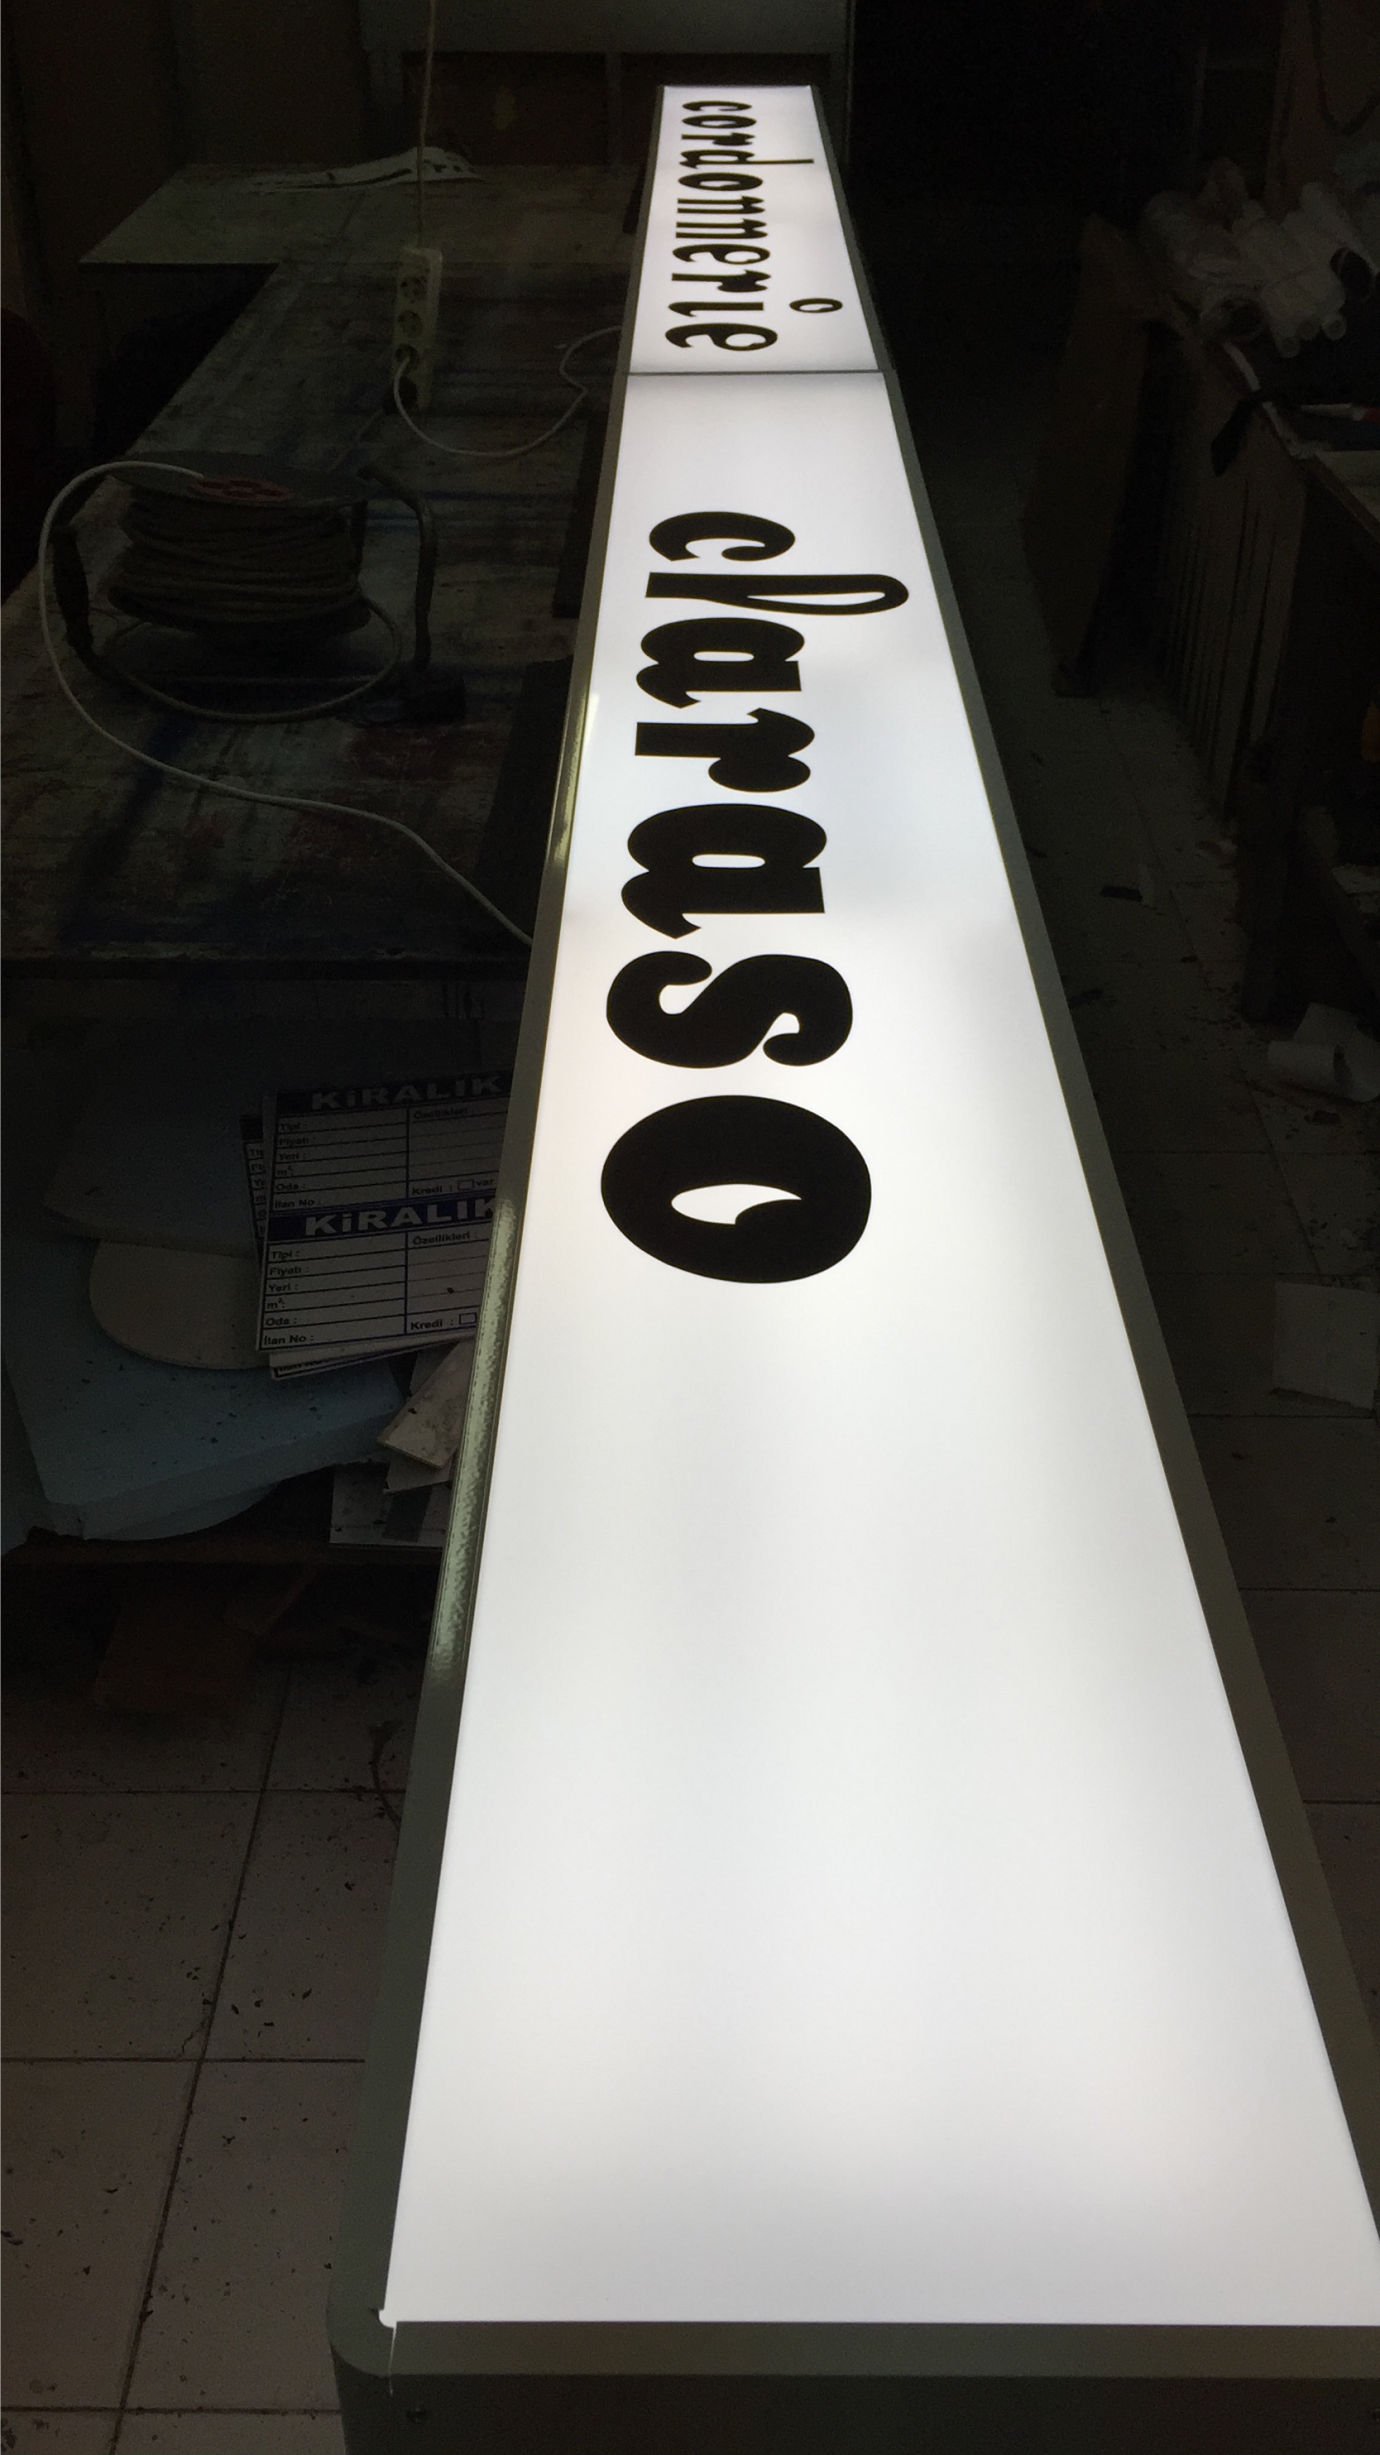 cordonnerie claraso
KiRALIK
Tipi : Özellikleri :
Fiyatı :
Yeri :
m²:
Oda : Kredi : var
İlan No :
KiRALIK
Tipi : Özellikleri :
Fiyatı :
Yeri :
m²:
Oda : Kredi :
İlan No :